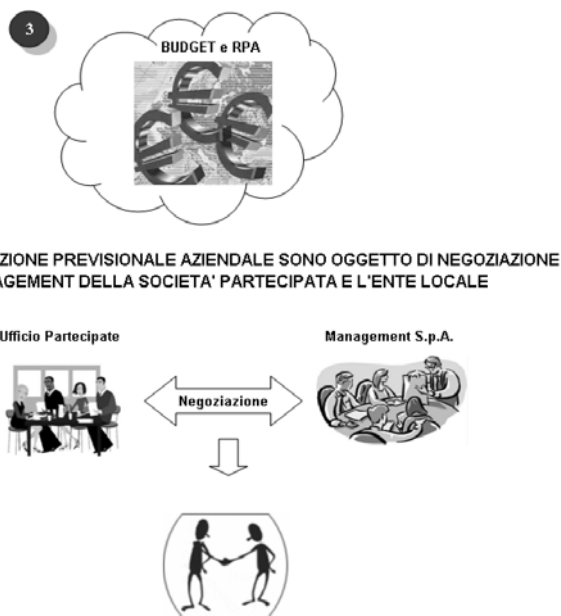 3
BUDGET e RPA
ZIONE PREVISIONALE AZIENDALE SONO OGGETTO DI NEGOZIAZIONE
AGEMENT DELLA SOCIETA' PARTECIPATA E L'ENTE LOCALE
Ufficio Partecipate
Management S.p.A.
Negoziazione